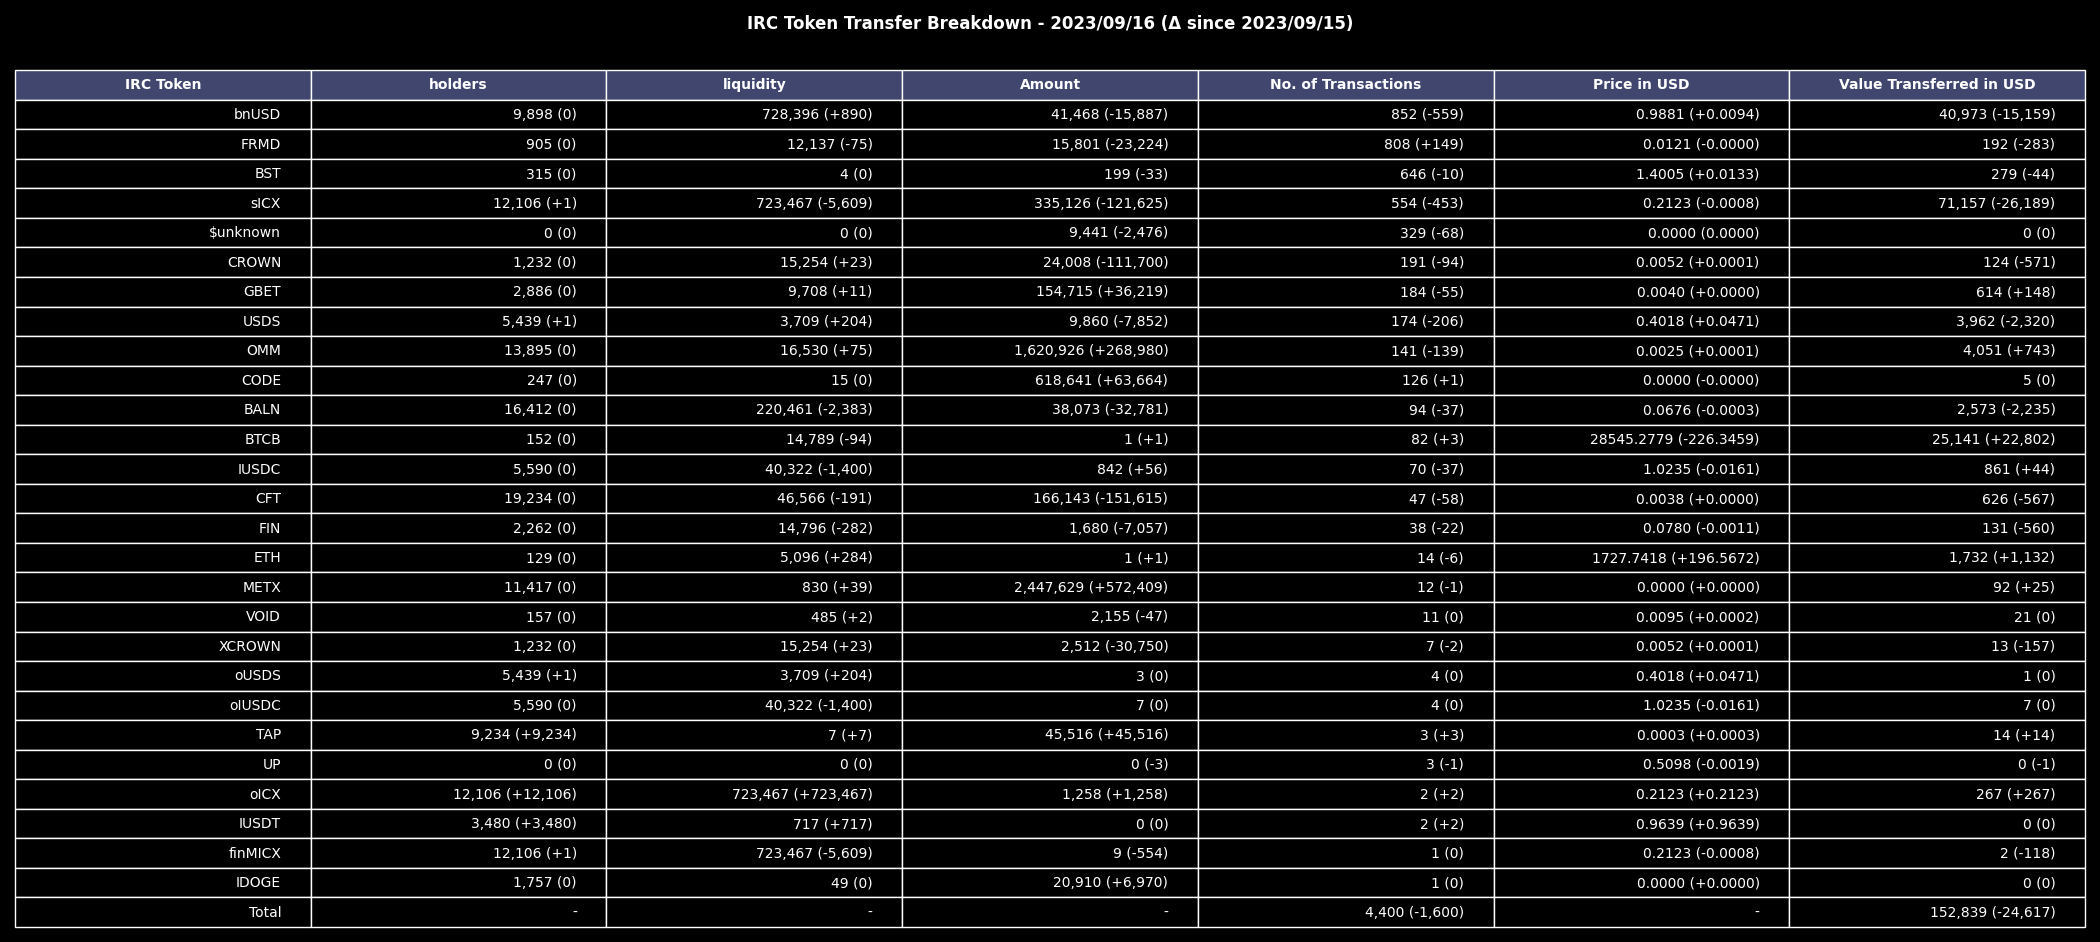 IRC Token Transfer Breakdown - 2023/09/16 (Δ since 2023/09/15)
IRC Token holders liquidity Amount No. of Transactions Price in USD Value Transferred in USD
bnUSD 9,898 (0) 728,396 (+890) 41,468 (-15,887) 852 (-559) 0.9881 (+0.0094) 40,973 (-15,159)
FRMD 905 (0) 12,137 (-75) 15,801 (-23,224) 808 (+149) 0.0121 (-0.0000) 192 (-283)
BST 315 (0) 4 (0) 199 (-33) 646 (-10) 1.4005 (+0.0133) 279 (-44)
sICX 12,106 (+1) 723,467 (-5,609) 335,126 (-121,625) 554 (-453) 0.2123 (-0.0008) 71,157 (-26,189)
$unknown 0 (0) 0 (0) 9,441 (-2,476) 329 (-68) 0.0000 (0.0000) 0 (0)
CROWN 1,232 (0) 15,254 (+23) 24,008 (-111,700) 191 (-94) 0.0052 (+0.0001) 124 (-571)
GBET 2,886 (0) 9,708 (+11) 154,715 (+36,219) 184 (-55) 0.0040 (+0.0000) 614 (+148)
USDS 5,439 (+1) 3,709 (+204) 9,860 (-7,852) 174 (-206) 0.4018 (+0.0471) 3,962 (-2,320)
OMM 13,895 (0) 16,530 (+75) 1,620,926 (+268,980) 141 (-139) 0.0025 (+0.0001) 4,051 (+743)
CODE 247 (0) 15 (0) 618,641 (+63,664) 126 (+1) 0.0000 (-0.0000) 5 (0)
BALN 16,412 (0) 220,461 (-2,383) 38,073 (-32,781) 94 (-37) 0.0676 (-0.0003) 2,573 (-2,235)
BTCB 152 (0) 14,789 (-94) 1 (+1) 82 (+3) 28545.2779 (-226.3459) 25,141 (+22,802)
IUSDC 5,590 (0) 40,322 (-1,400) 842 (+56) 70 (-37) 1.0235 (-0.0161) 861 (+44)
CFT 19,234 (0) 46,566 (-191) 166,143 (-151,615) 47 (-58) 0.0038 (+0.0000) 626 (-567)
FIN 2,262 (0) 14,796 (-282) 1,680 (-7,057) 38 (-22) 0.0780 (-0.0011) 131 (-560)
ETH 129 (0) 5,096 (+284) 1 (+1) 14 (-6) 1727.7418 (+196.5672) 1,732 (+1,132)
METX 11,417 (0) 830 (+39) 2,447,629 (+572,409) 12 (-1) 0.0000 (+0.0000) 92 (+25)
VOID 157 (0) 485 (+2) 2,155 (-47) 11 (0) 0.0095 (+0.0002) 21 (0)
XCROWN 1,232 (0) 15,254 (+23) 2,512 (-30,750) 7 (-2) 0.0052 (+0.0001) 13 (-157)
oUSDS 5,439 (+1) 3,709 (+204) 3 (0) 4 (0) 0.4018 (+0.0471) 1 (0)
oIUSDC 5,590 (0) 40,322 (-1,400) 7 (0) 4 (0) 1.0235 (-0.0161) 7 (0)
TAP 9,234 (+9,234) 7 (+7) 45,516 (+45,516) 3 (+3) 0.0003 (+0.0003) 14 (+14)
UP 0 (0) 0 (0) 0 (-3) 3 (-1) 0.5098 (-0.0019) 0 (-1)
oICX 12,106 (+12,106) 723,467 (+723,467) 1,258 (+1,258) 2 (+2) 0.2123 (+0.2123) 267 (+267)
IUSDT 3,480 (+3,480) 717 (+717) 0 (0) 2 (+2) 0.9639 (+0.9639) 0 (0)
finMICX 12,106 (+1) 723,467 (-5,609) 9 (-554) 1 (0) 0.2123 (-0.0008) 2 (-118)
IDOGE 1,757 (0) 49 (0) 20,910 (+6,970) 1 (0) 0.0000 (+0.0000) 0 (0)
Total - - - 4,400 (-1,600) - 152,839 (-24,617)